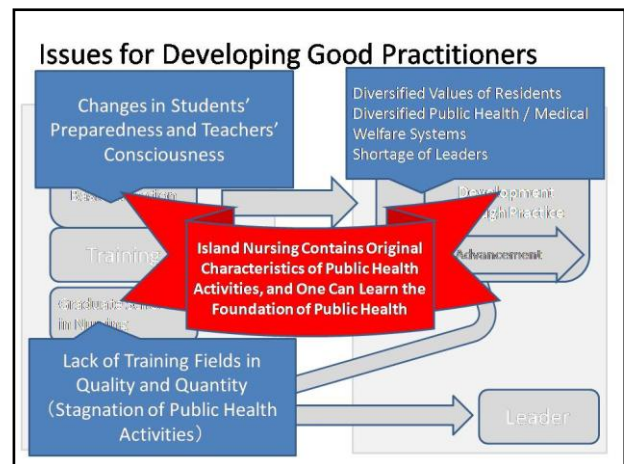 Issues for Developing Good Practitioners
Changes in Students'
Preparedness and Teachers'
Consciousness
Diversified Values of Residents
Diversified Public Health / Medical
Welfare Systems
Shortage of Leaders
Development
Practice
Training
Advancement
Island Nursing Contains Original
Characteristics of Public Health
Activities, and One Can Learn the
Foundation of Public Health
Graduate
in Nursing
Lack of Training Fields in
Quality and Quantity
（Stagnation of Public Health
Activities）
Leader